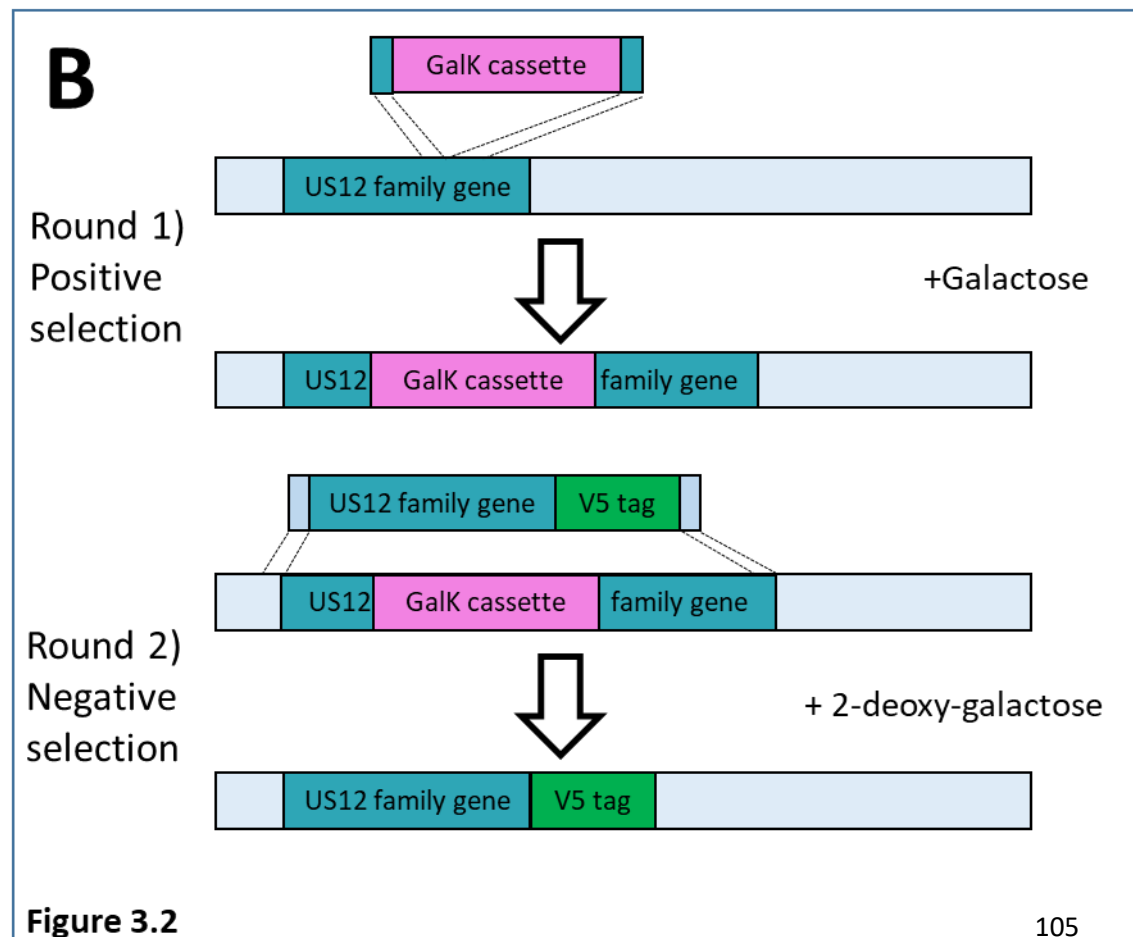 B
GalK cassette
US12 family gene
Round 1)
Positive
selection
+Galactose
US12 GalK cassette family gene
US12 family gene V5 tag
US12 GalK cassette family gene
Round 2)
Negative
selection
+ 2-deoxy-galactose
US12 family gene V5 tag
Figure 3.2
105